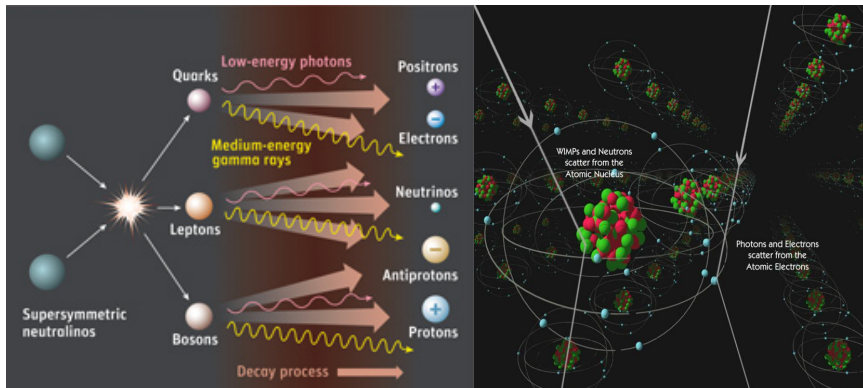 Low-energy photons
Quarks
Positrons
+
−
Electrons
Medium-energy
gamma rays
Neutrinos
Leptons
−
Antiprotons
Supersymmetric
neutralinos
Bosons
+
Protons
Decay process
WIMPs and Neutrons
scatter from the
Atomic Nucleus
Photons and Electrons
scatter from the
Atomic Electrons